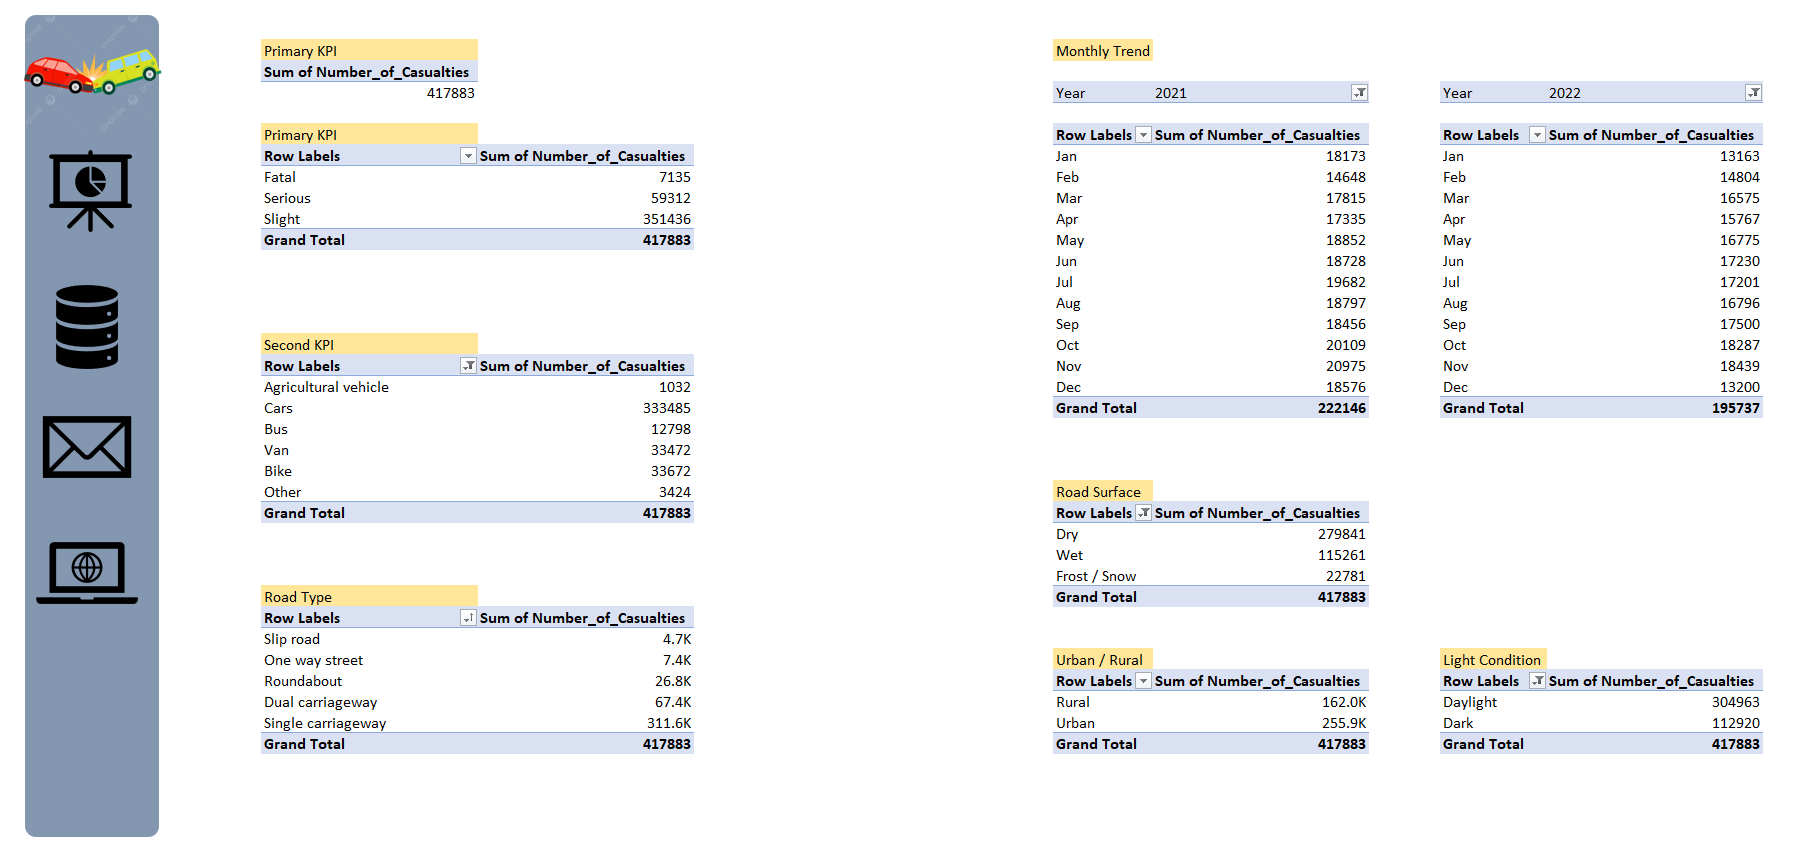 Primary KPI
Sum of Number_of_Casualties
417883
Primary KPI
Row Labels Sum of Number_of_Casualties
Fatal 7135
Serious 59312
Slight 351436
Grand Total 417883
Second KPI
Row Labels Sum of Number_of_Casualties
Agricultural vehicle 1032
Cars 333485
Bus 12798
Van 33472
Bike 33672
Other 3424
Grand Total 417883
Road Type
Row Labels Sum of Number_of_Casualties
Slip road 4.7K
One way street 7.4K
Roundabout 26.8K
Dual carriageway 67.4K
Single carriageway 311.6K
Grand Total 417883
Monthly Trend
Year 2021
Row Labels Sum of Number_of_Casualties
Jan 18173
Feb 14648
Mar 17815
Apr 17335
May 18852
Jun 18728
Jul 19682
Aug 18797
Sep 18456
Oct 20109
Nov 20975
Dec 18576
Grand Total 222146
Year 2022
Row Labels Sum of Number_of_Casualties
Jan 13163
Feb 14804
Mar 16575
Apr 15767
May 16775
Jun 17230
Jul 17201
Aug 16796
Sep 17500
Oct 18287
Nov 18439
Dec 13200
Grand Total 195737
Road Surface
Row Labels Sum of Number_of_Casualties
Dry 279841
Wet 115261
Frost / Snow 22781
Grand Total 417883
Urban / Rural
Row Labels Sum of Number_of_Casualties
Rural 162.0K
Urban 255.9K
Grand Total 417883
Light Condition
Row Labels Sum of Number_of_Casualties
Daylight 304963
Dark 112920
Grand Total 417883